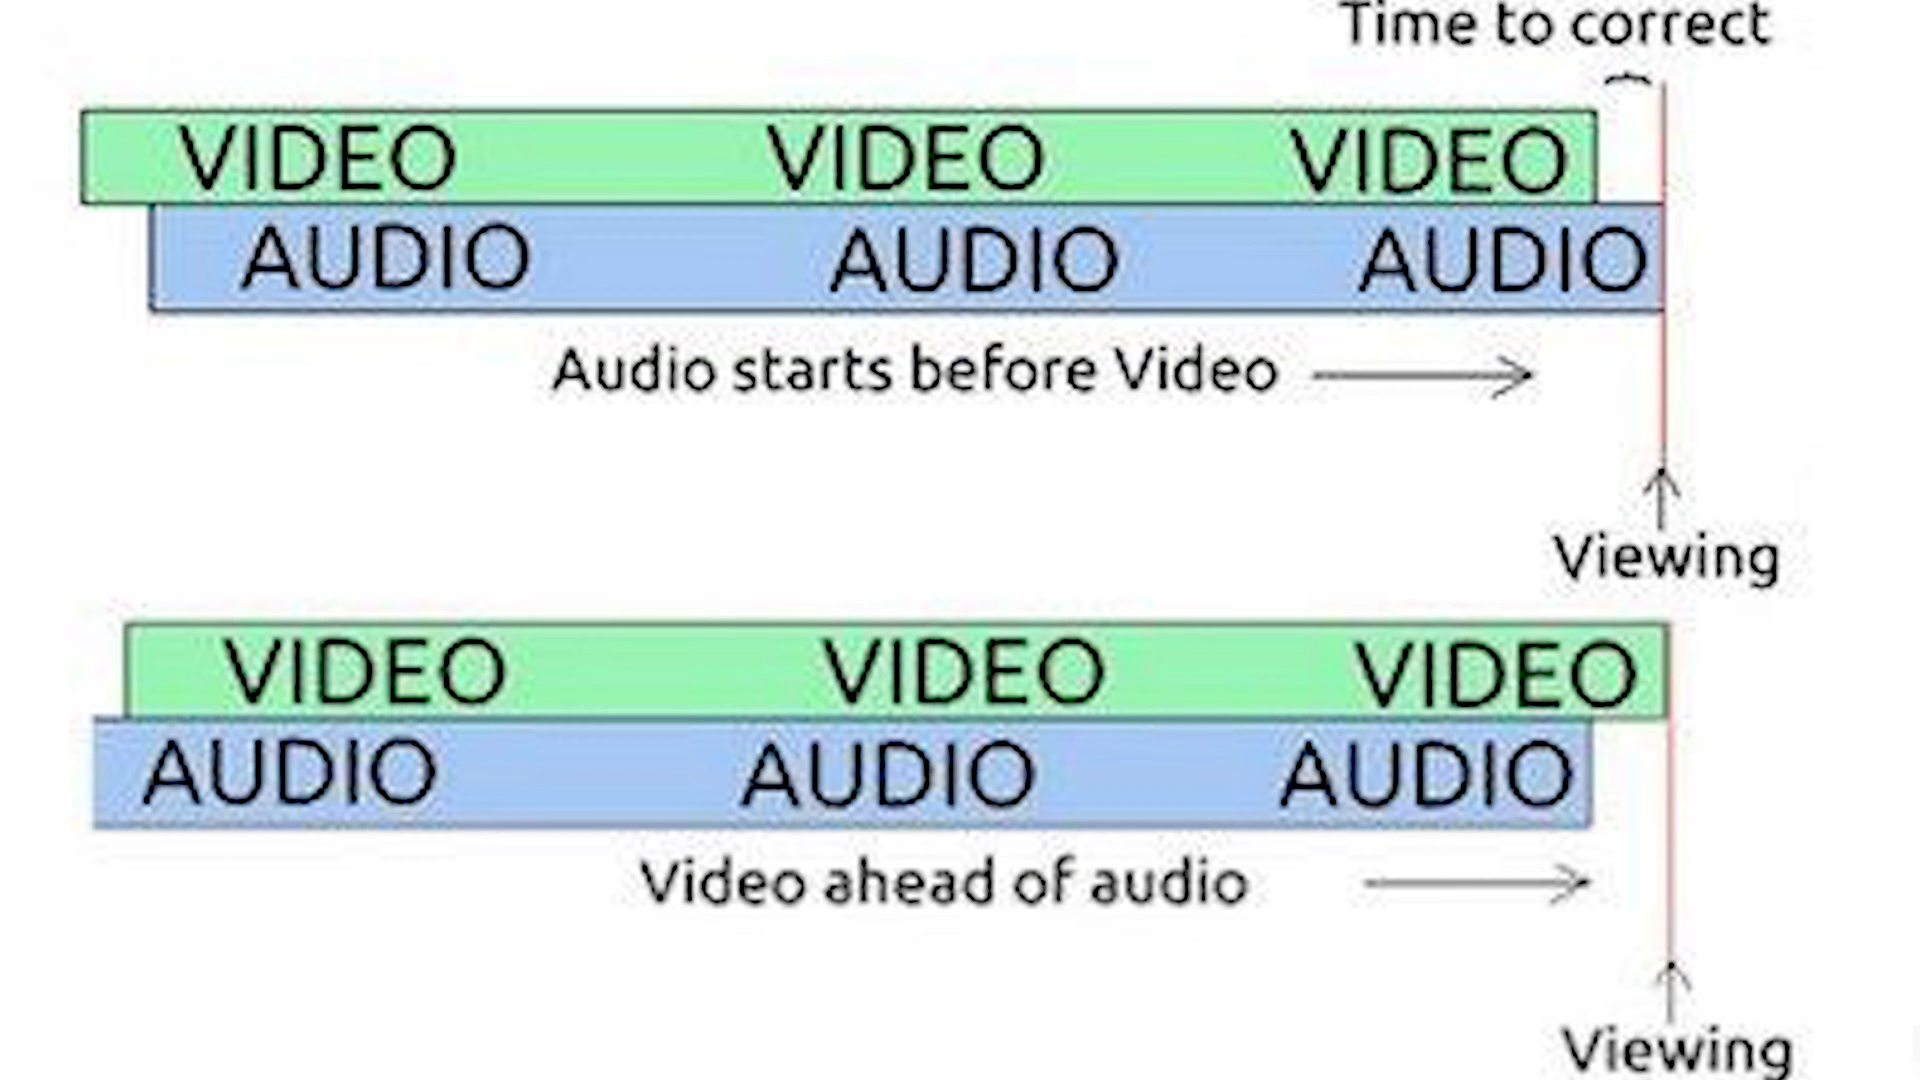 Time to correct
VIDEO VIDEO VIDEO
AUDIO AUDIO AUDIO
Audio starts before Video
Viewing
VIDEO VIDEO VIDEO
AUDIO AUDIO AUDIO
Video ahead of audio
Viewing